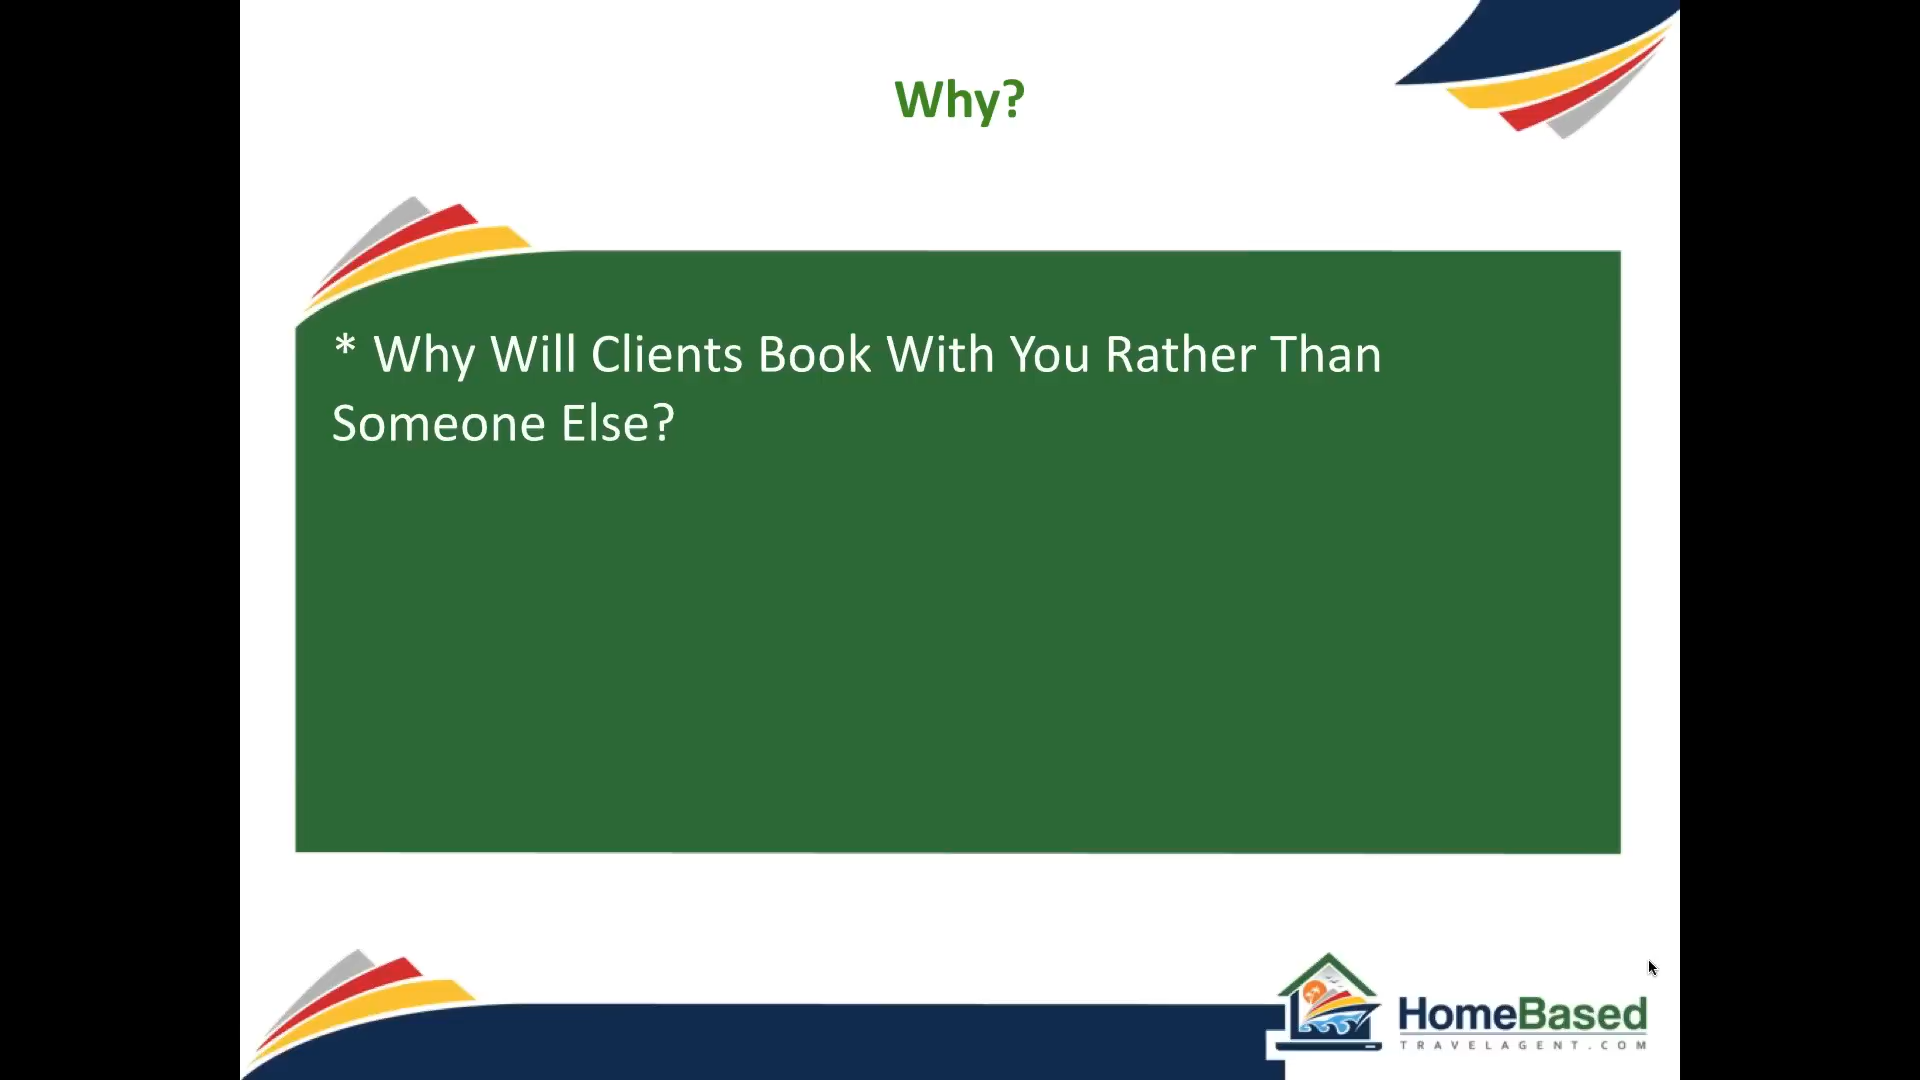 Why?
* Why Will Clients Book With You Rather Than
Someone Else?
HomeBased
TRAVELAGENT.COM